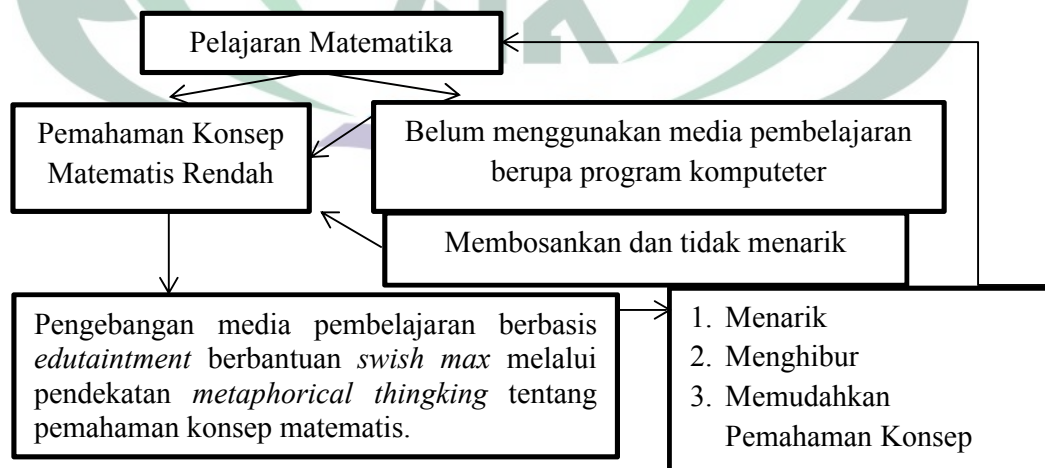 Pelajaran Matematika
Pemahaman Konsep
Matematis Rendah
Belum menggunakan media pembelajaran
berupa program komputeter
Membosankan dan tidak menarik
Pengebangan media pembelajaran berbasis
edutaintment berbantuan swish max melalui
pendekatan metaphorical thingking tentang
pemahaman konsep matematis.
1. Menarik
2. Menghibur
3. Memudahkan
Pemahaman Konsep